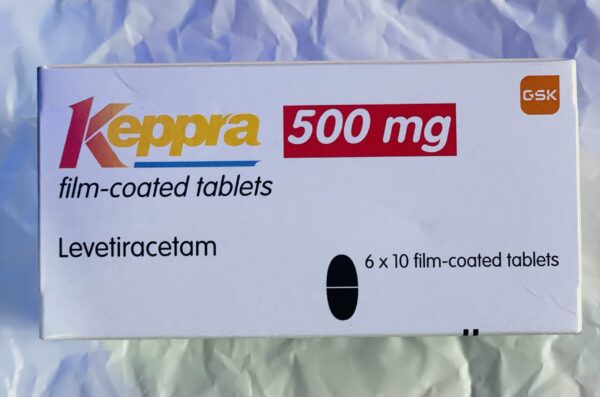 Keppra 500 mg
GSK
film-coated tablets
Levetiracetam
6 x 10 film-coated tablets